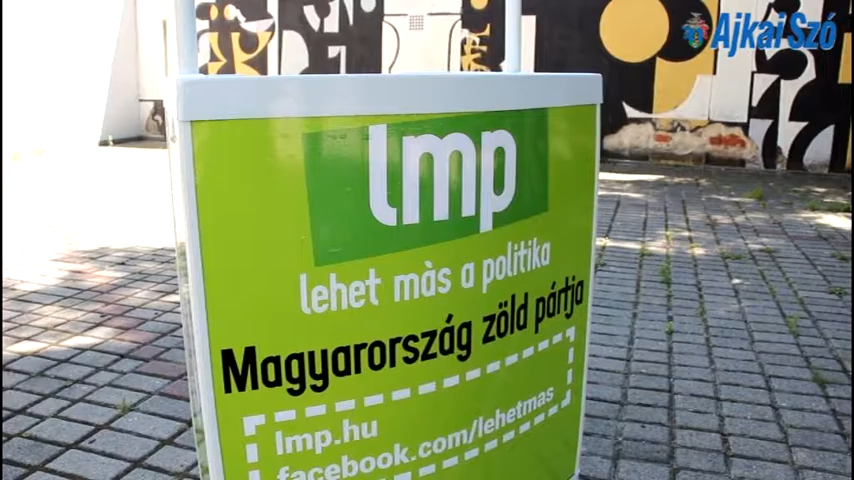 Ajkai Szó
lmp
lehet màs a politika
Magyarország zöld pártja
lmp.hu
facebook.com/lehetmas